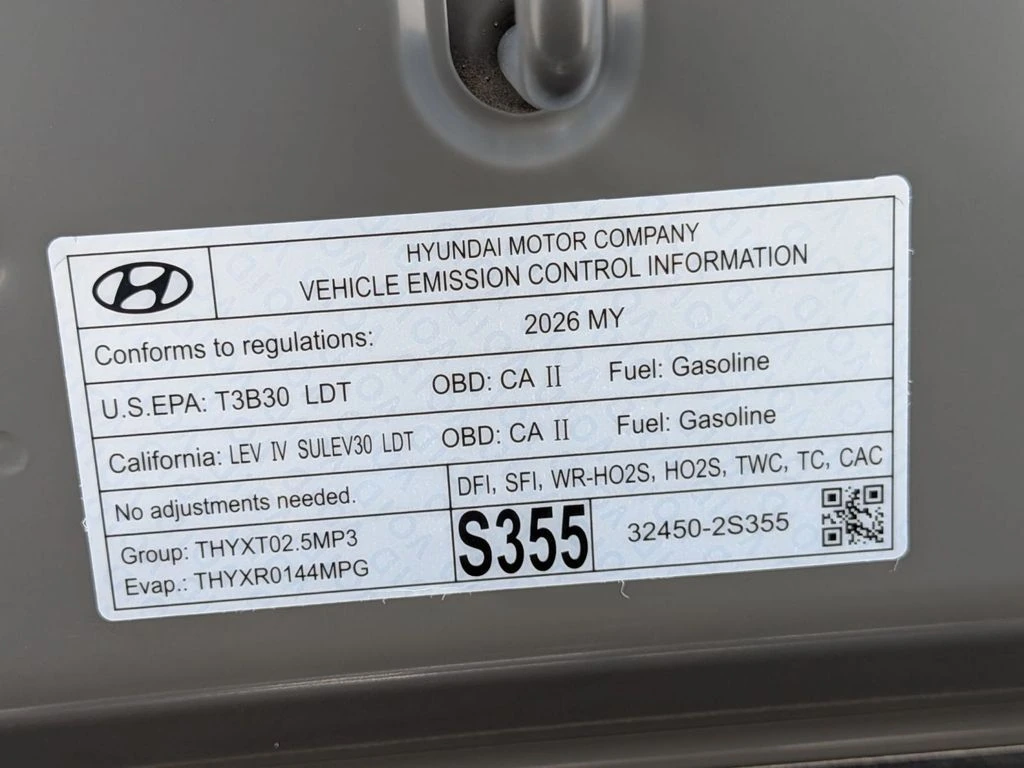 HYUNDAI MOTOR COMPANY
VEHICLE EMISSION CONTROL INFORMATION
Conforms to regulations: 2026 MY
U.S.EPA: T3B30 LDT OBD: CA II Fuel: Gasoline
California: LEV IV SULEV30 LDT OBD: CA II Fuel: Gasoline
No adjustments needed.
DFI, SFI, WR-HO2S, HO2S, TWC, TC, CAC
Group: THYXT02.5MP3
Evap.: THYXR0144MPG
S355
32450-2S355